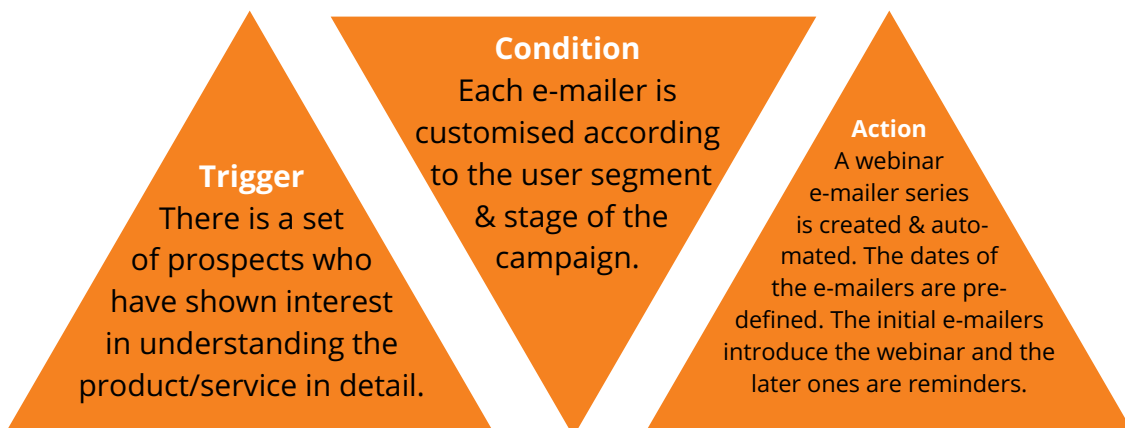 Trigger
There is a set
of prospects who
have shown interest
in understanding the
product/service in detail.
Condition
Each e-mailer is
customised according
to the user segment
& stage of the
campaign.
Action
A webinar
e-mailer series
is created & auto-
mated. The dates of
the e-mailers are pre-
defined. The initial e-mailers
introduce the webinar and the
later ones are reminders.